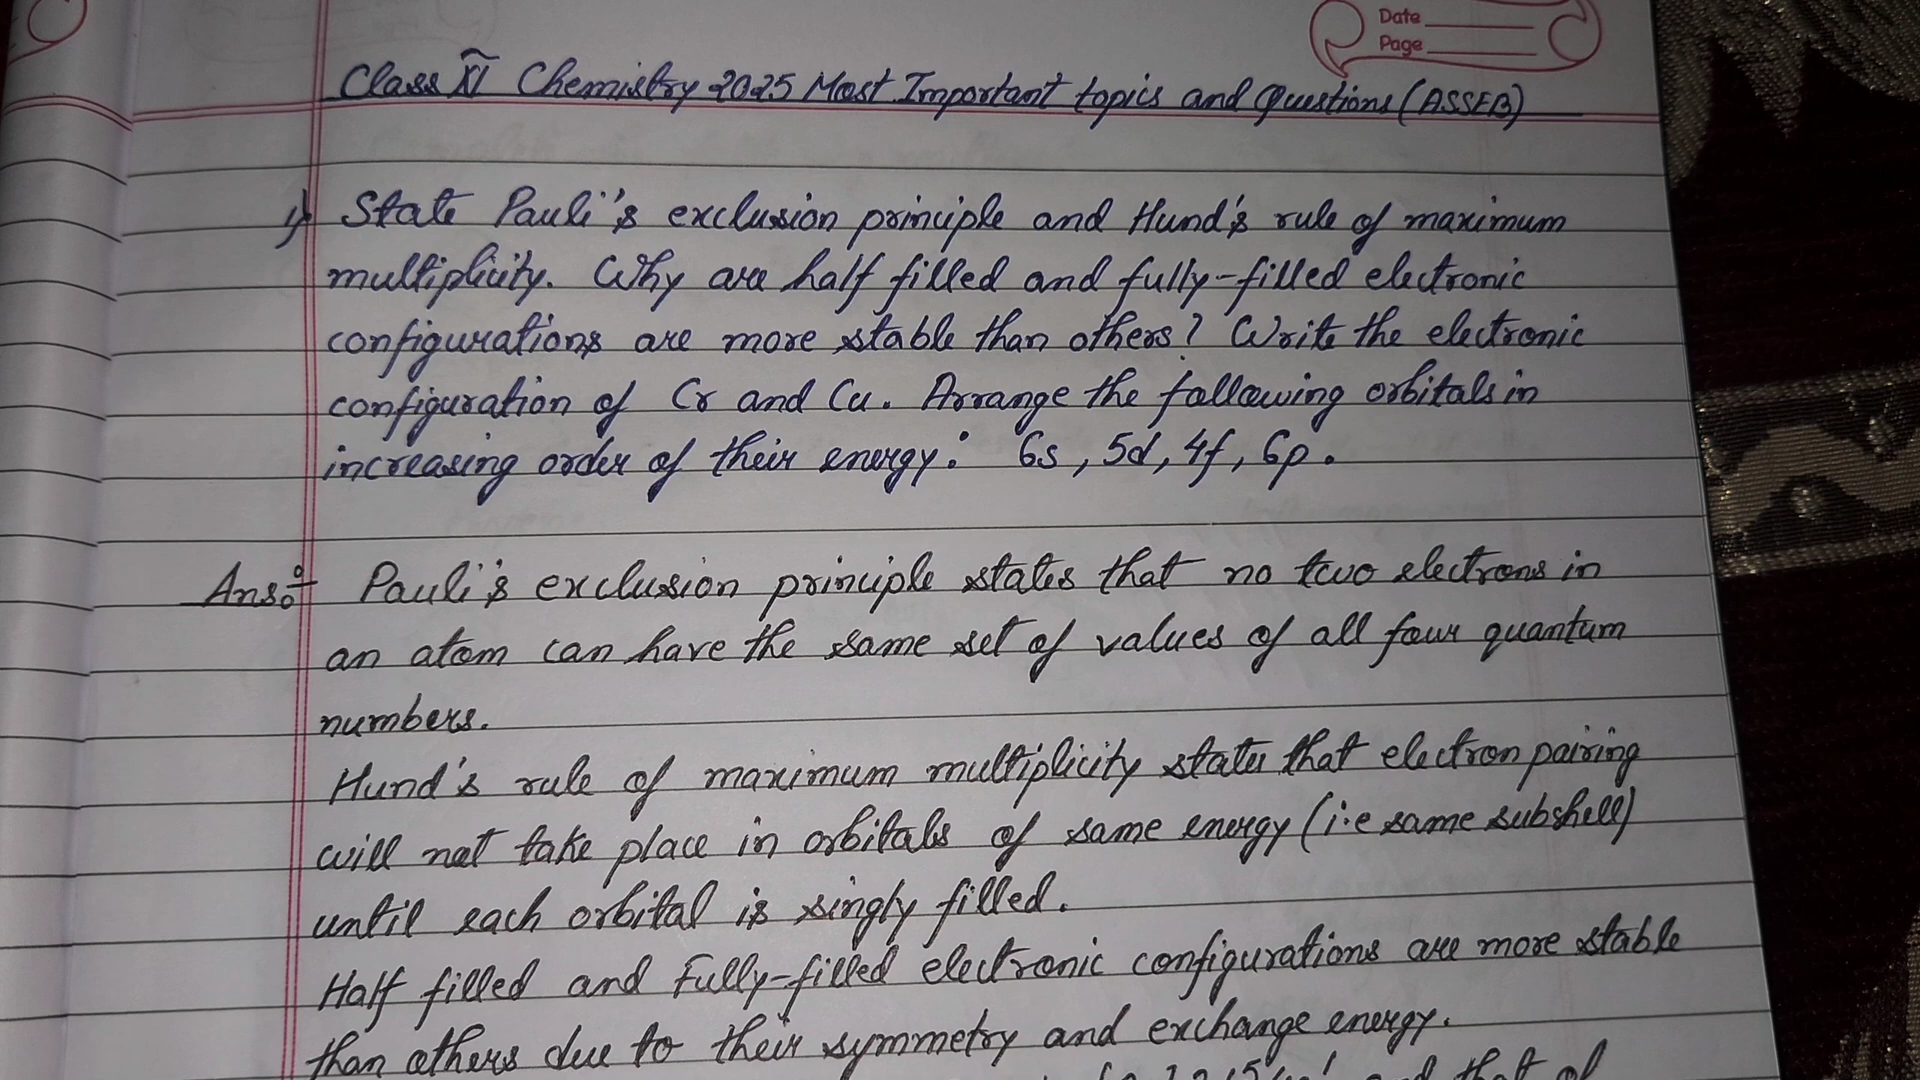 Date
Page
Class XI Chemistry 2025 Most Important topics and Questions (ASSEB)
1) State Pauli's exclusion principle and Hund's rule of maximum
multiplicity. Why are half filled and fully-filled electronic
configurations are more stable than others? Write the electronic
configuration of Cr and Cu. Arrange the following orbitals in
increasing order of their energy: 6s, 5d, 4f, 6p.
Ans: Pauli's exclusion principle states that no two electrons in
an atom can have the same set of values of all four quantum
numbers.
Hund's rule of maximum multiplicity states that electron pairing
will not take place in orbitals of same energy (i.e same subshell)
until each orbital is singly filled.
Half filled and Fully-filled electronic configurations are more stable
than others due to their symmetry and exchange energy.
and that of